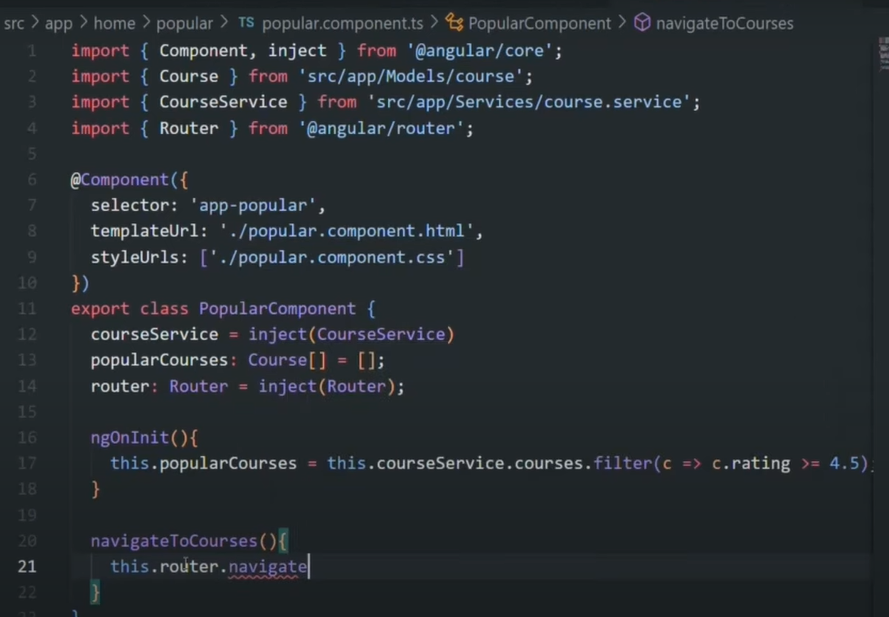 src > app > home > popular > TS popular.component.ts > PopularComponent > navigateToCourses
1 import { Component, inject } from '@angular/core';
2 import { Course } from 'src/app/Models/course';
3 import { CourseService } from 'src/app/Services/course.service';
4 import { Router } from '@angular/router';
5
6 @Component({
7   selector: 'app-popular',
8   templateUrl: './popular.component.html',
9   styleUrls: ['./popular.component.css']
10 })
11 export class PopularComponent {
12   courseService = inject(CourseService)
13   popularCourses: Course[] = [];
14   router: Router = inject(Router);
15
16   ngOnInit(){
17     this.popularCourses = this.courseService.courses.filter(c => c.rating >= 4.5);
18   }
19
20   navigateToCourses(){
21     this.router.navigate
22   }
23 }